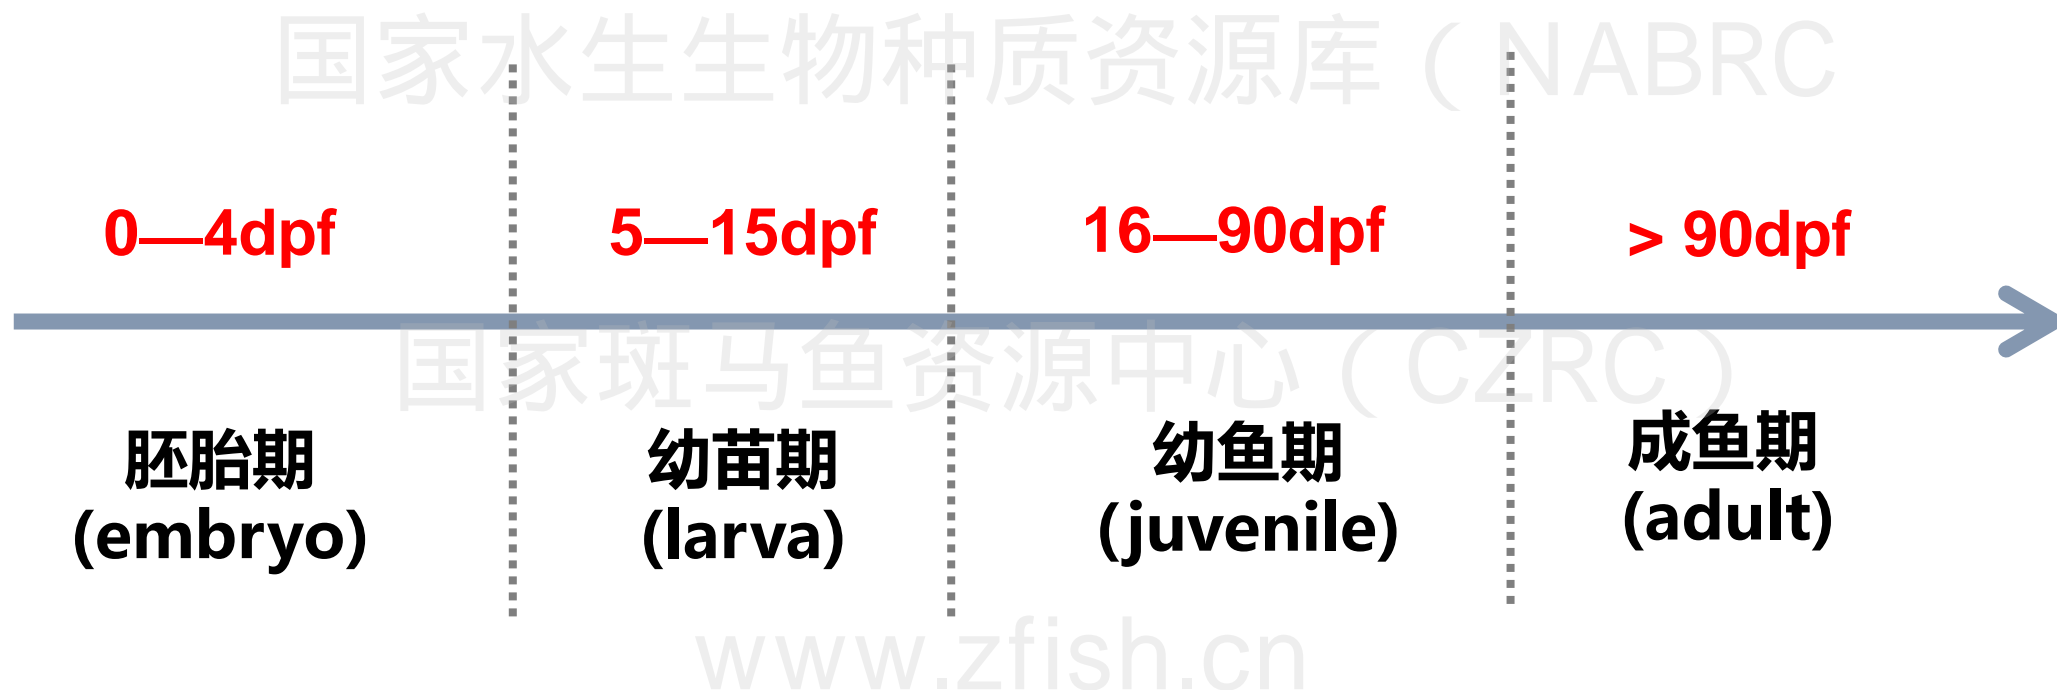 国家水生生物种质资源库（NABRC
0—4dpf
5—15dpf
16—90dpf
> 90dpf
国家斑马鱼资源中心（CZRC）
胚胎期
(embryo)
幼苗期
(larva)
幼鱼期
(juvenile)
成鱼期
(adult)
www.zfish.cn